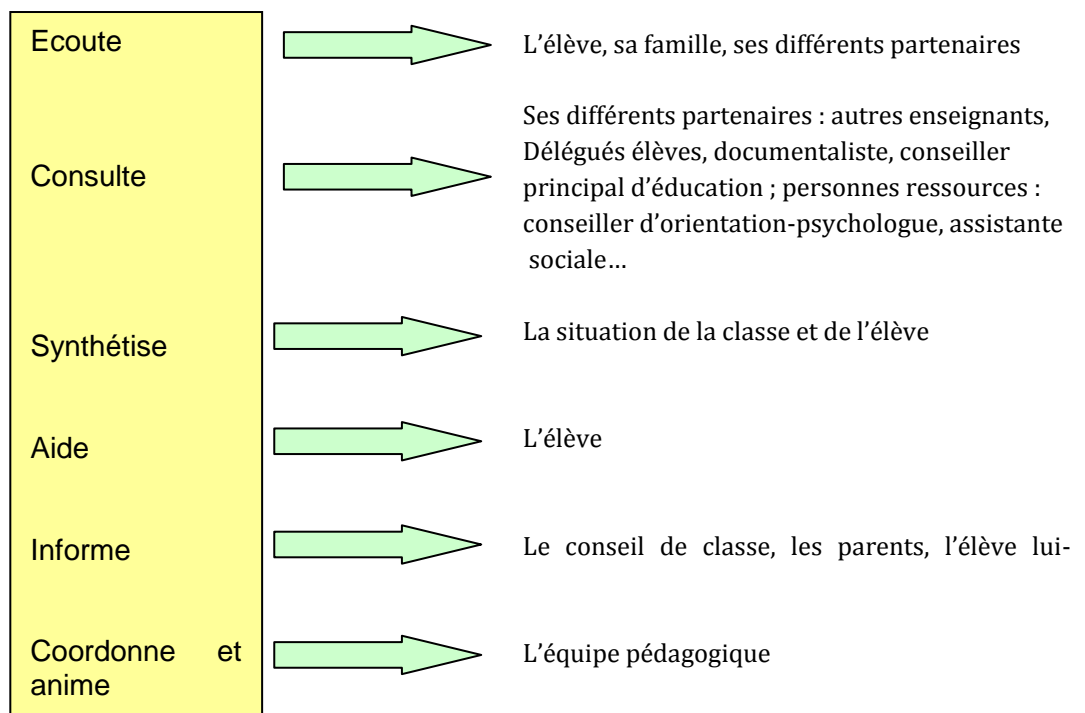 Ecoute
L’élève, sa famille, ses différents partenaires
Consulte
Ses différents partenaires : autres enseignants,
Délégués élèves, documentaliste, conseiller
principal d’éducation ; personnes ressources :
conseiller d’orientation-psychologue, assistante
sociale…
Synthétise
La situation de la classe et de l’élève
Aide
L’élève
Informe
Le conseil de classe, les parents, l’élève lui-
Coordonne et
anime
L’équipe pédagogique